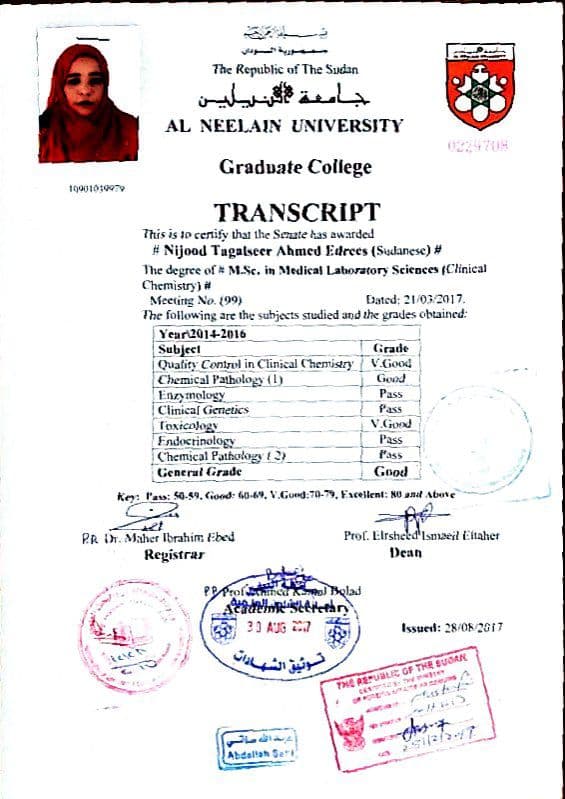 جمهورية السودان
The Republic of The Sudan
جامعة النيلين
AL NEELAIN UNIVERSITY
0229708
Graduate College
10901039979
TRANSCRIPT
This is to certify that the Senate has awarded
# Nijood Tagalseer Ahmed Edrees (Sudanese) #
The degree of # M.Sc. in Medical Laboratory Sciences (Clinical
Chemistry) #
Meeting No. (99) Dated: 21/03/2017.
The following are the subjects studied and the grades obtained:
Year\2014-2016
Subject Grade
Quality Control in Clinical Chemistry V.Good
Chemical Pathology (1) Good
Enzymology Pass
Clinical Genetics Pass
Toxicology V.Good
Endocrinology Pass
Chemical Pathology ( 2) Pass
General Grade Good
Key: Pass: 50-59, Good: 60-69, V.Good:70-79, Excellent: 80 and Above
P.R Dr. Maher Ibrahim Ebed Prof. Elrsheed Ismaeil Eltaher
Registrar Dean
P.P Prof. Ahmed Kamal Bolad
Academic Secretary
30 AUG 2017
توثيق الشهادات
Issued: 28/08/2017
THE REPUBLIC OF THE SUDAN
عبدالله ساتي
Abdallah Sati